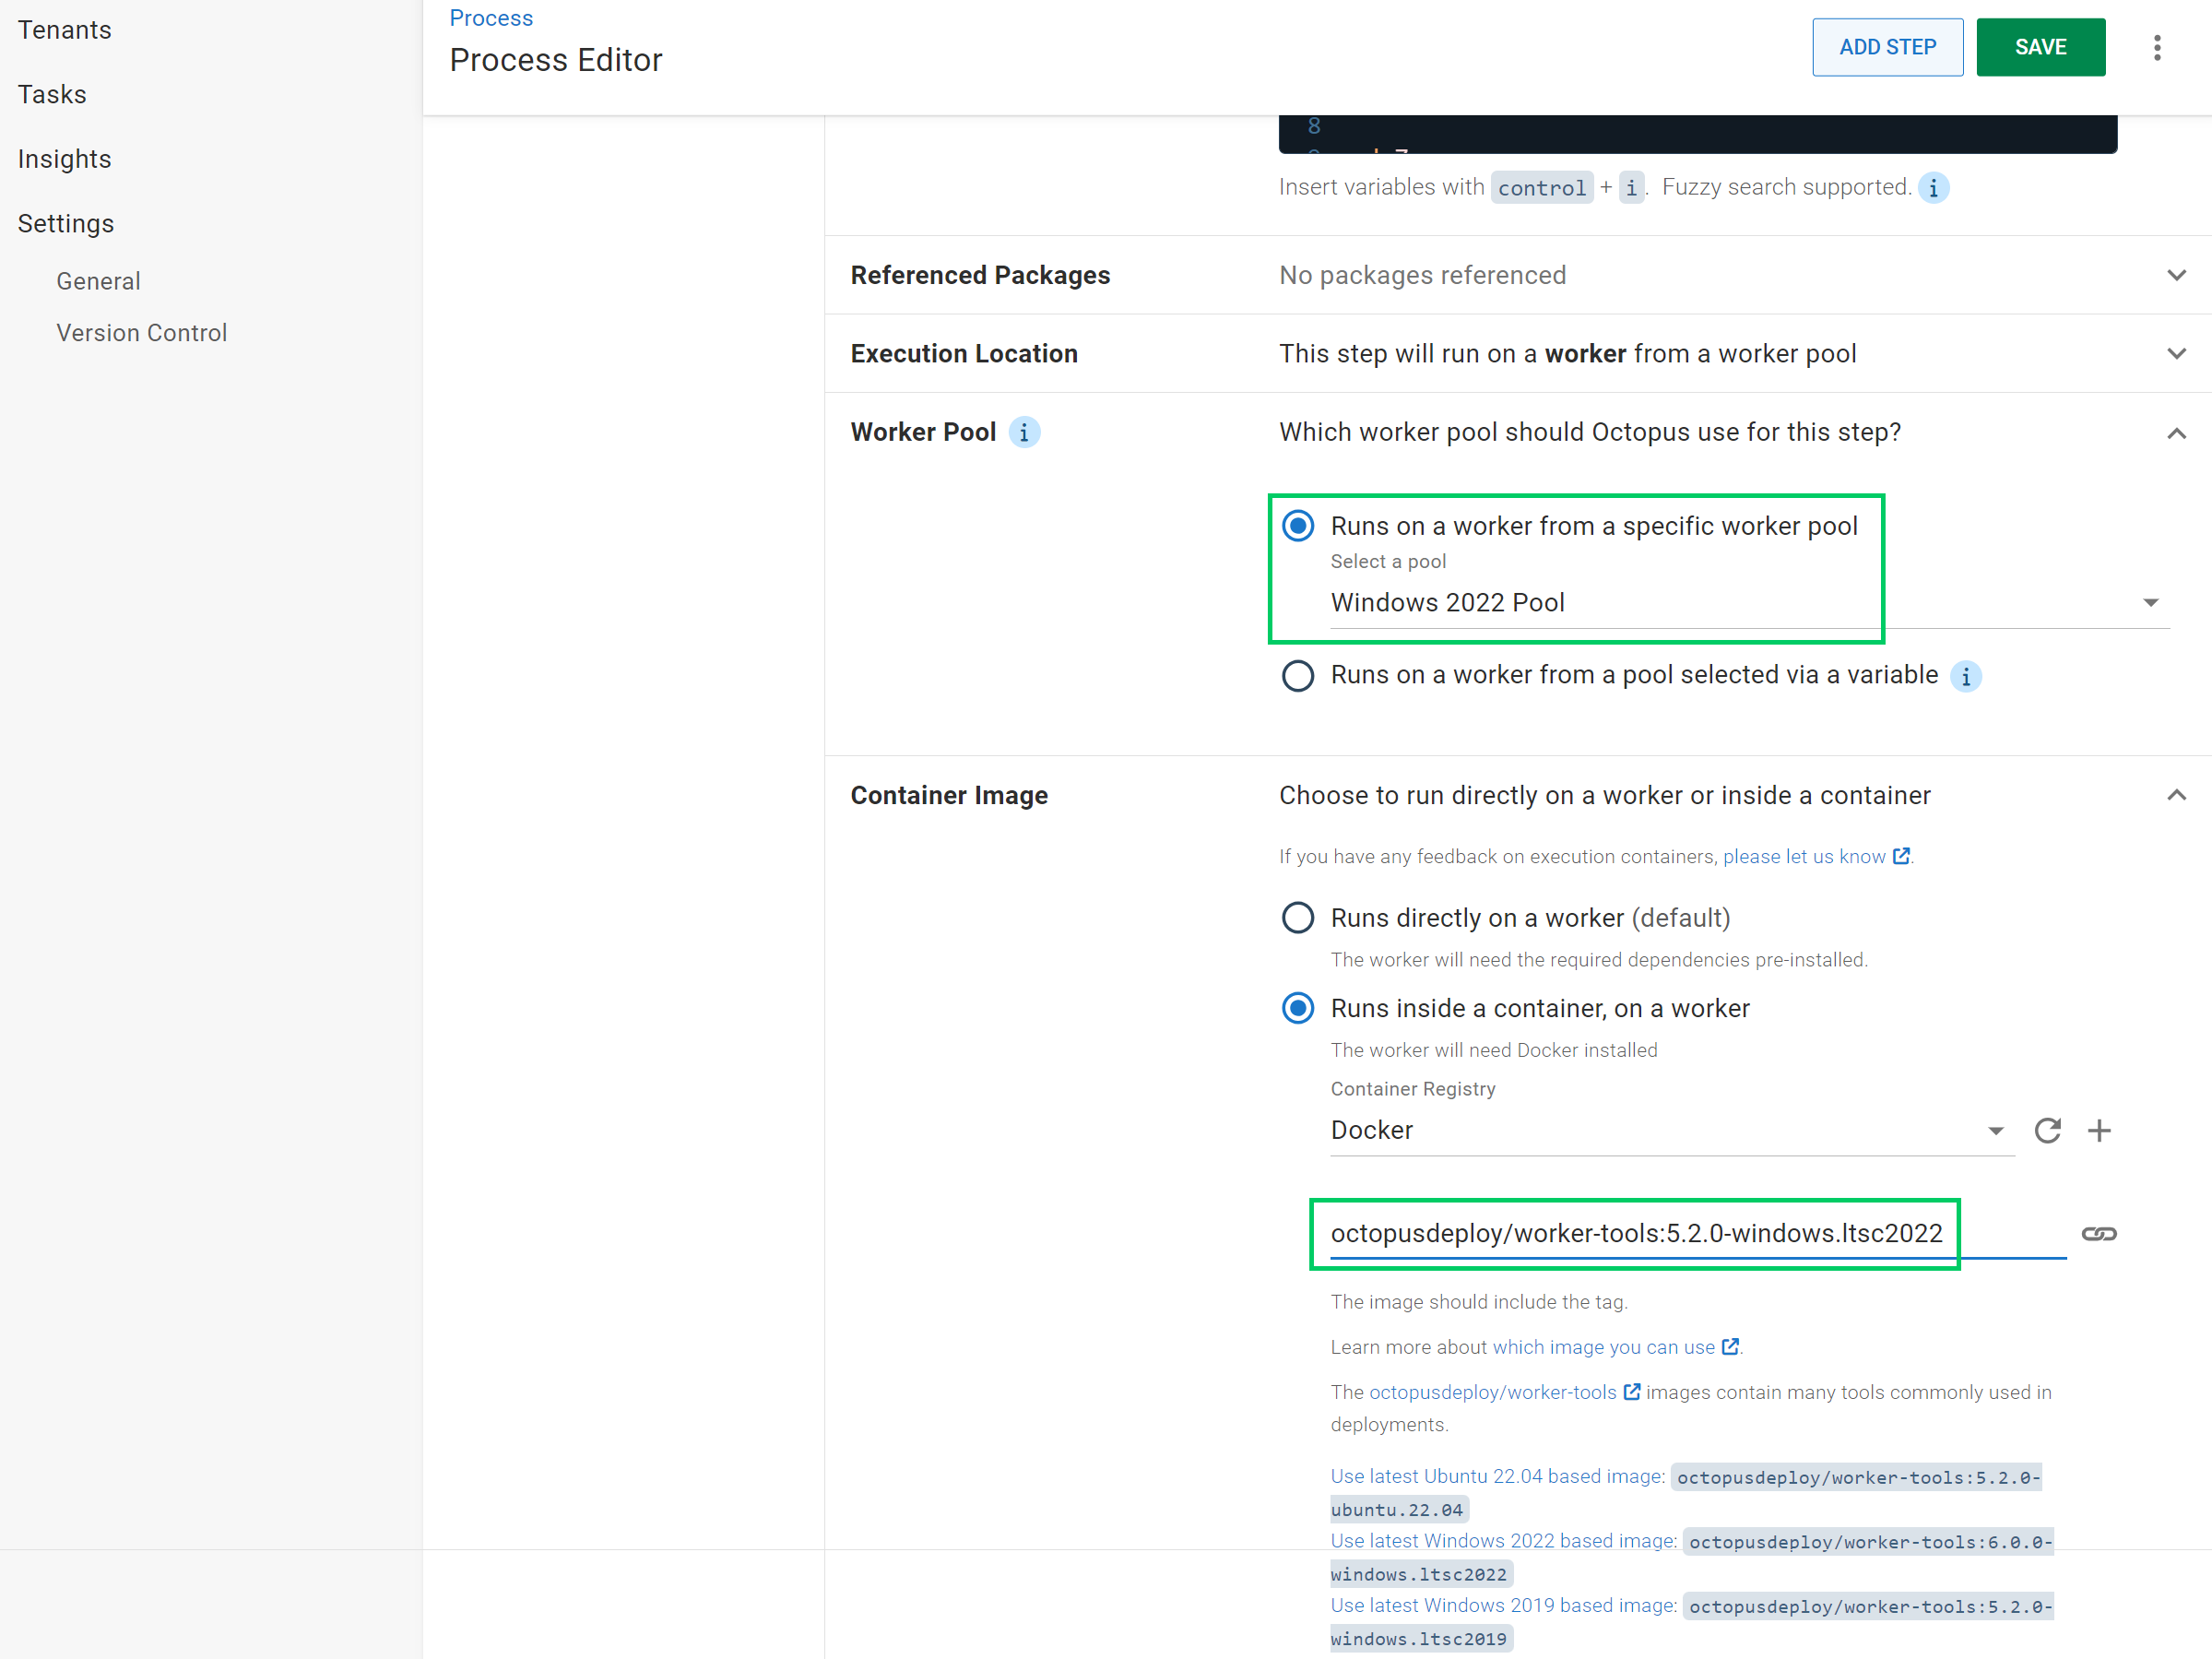 Tenants
Tasks
Insights
Settings
General
Version Control
Process
Process Editor
ADD STEP
SAVE
8
Insert variables with control + i. Fuzzy search supported. i
Referenced Packages
No packages referenced
Execution Location
This step will run on a worker from a worker pool
Worker Pool i
Which worker pool should Octopus use for this step?
Runs on a worker from a specific worker pool
Select a pool
Windows 2022 Pool
Runs on a worker from a pool selected via a variable i
Container Image
Choose to run directly on a worker or inside a container
If you have any feedback on execution containers, please let us know.
Runs directly on a worker (default)
The worker will need the required dependencies pre-installed.
Runs inside a container, on a worker
The worker will need Docker installed
Container Registry
Docker
octopusdeploy/worker-tools:5.2.0-windows.ltsc2022
The image should include the tag.
Learn more about which image you can use.
The octopusdeploy/worker-tools images contain many tools commonly used in
deployments.
Use latest Ubuntu 22.04 based image: octopusdeploy/worker-tools:5.2.0-
ubuntu.22.04
Use latest Windows 2022 based image: octopusdeploy/worker-tools:6.0.0-
windows.ltsc2022
Use latest Windows 2019 based image: octopusdeploy/worker-tools:5.2.0-
windows.ltsc2019